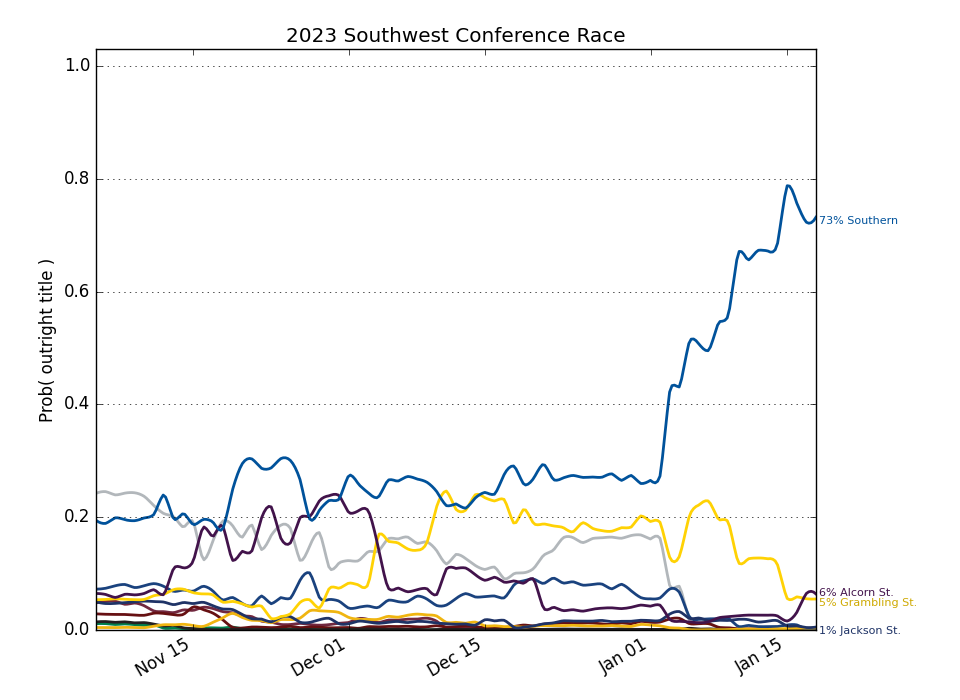 2023 Southwest Conference Race
Prob( outright title )
1.0
0.8
0.6
0.4
0.2
0.0
73% Southern
6% Alcorn St.
5% Grambling St.
1% Jackson St.
Nov 15
Dec 01
Dec 15
Jan 01
Jan 15